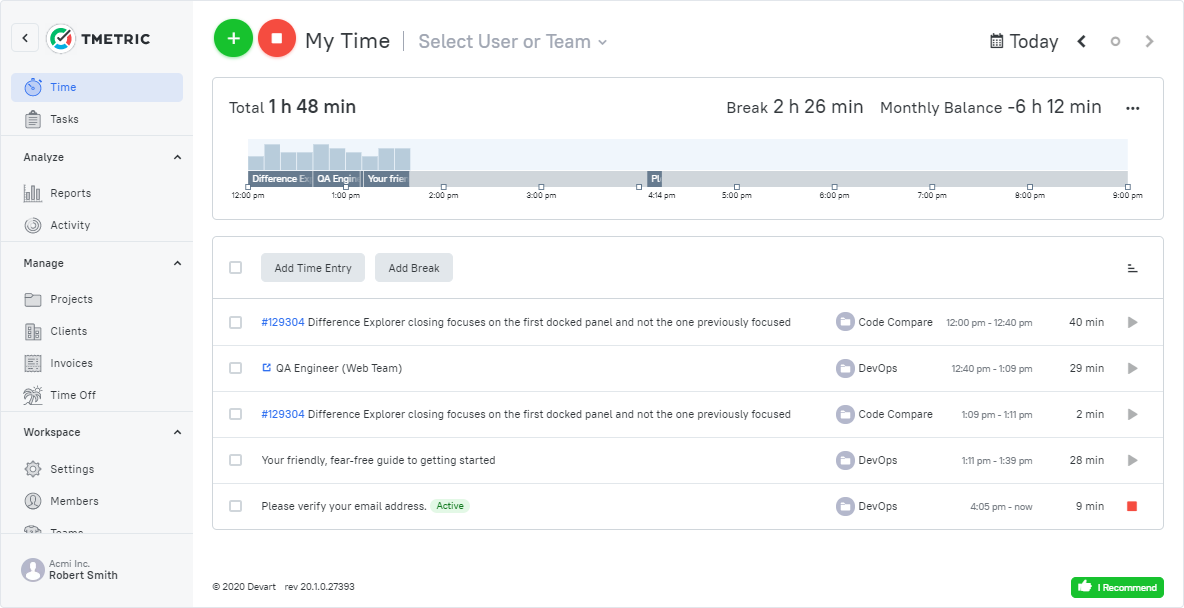 TMETRIC
Time
Tasks
Analyze
Reports
Activity
Manage
Projects
Clients
Invoices
Time Off
Workspace
Settings
Members
Teams
Acmi Inc.
Robert Smith
My Time Select User or Team Today
Total 1 h 48 min Break 2 h 26 min Monthly Balance -6 h 12 min
Difference Ex QA Engin Your frien Pl
12:00 pm 1:00 pm 2:00 pm 3:00 pm 4:14 pm 5:00 pm 6:00 pm 7:00 pm 8:00 pm 9:00 pm
Add Time Entry Add Break
#129304 Difference Explorer closing focuses on the first docked panel and not the one previously focused Code Compare 12:00 pm - 12:40 pm 40 min
QA Engineer (Web Team) DevOps 12:40 pm - 1:09 pm 29 min
#129304 Difference Explorer closing focuses on the first docked panel and not the one previously focused Code Compare 1:09 pm - 1:11 pm 2 min
Your friendly, fear-free guide to getting started DevOps 1:11 pm - 1:39 pm 28 min
Please verify your email address. Active DevOps 4:05 pm - now 9 min
© 2020 Devart rev 20.1.0.27393 I Recommend